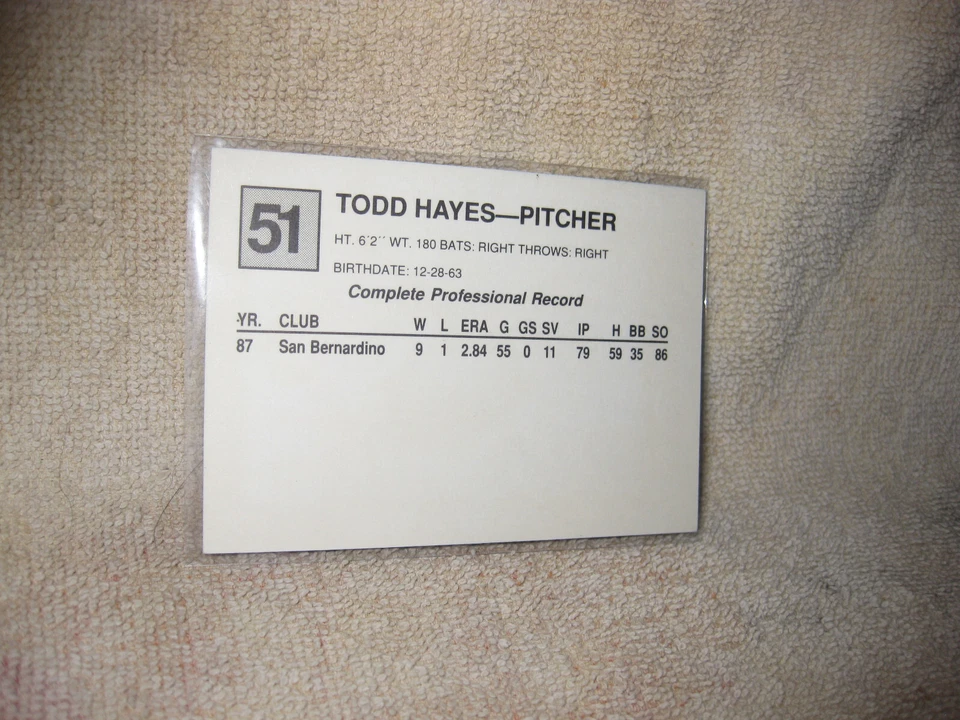 51
TODD HAYES—PITCHER
HT. 6'2'' WT. 180 BATS: RIGHT THROWS: RIGHT
BIRTHDATE: 12-28-63
Complete Professional Record
YR. CLUB W L ERA G GS SV IP H BB SO
87 San Bernardino 9 1 2.84 55 0 11 79 59 35 86